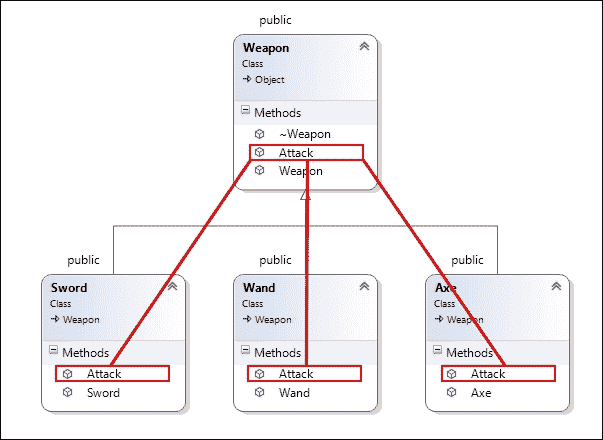 public
Weapon
Class
Object
Methods
~Weapon
Attack
Weapon
public
Sword
Class
Weapon
Methods
Attack
Sword
public
Wand
Class
Weapon
Methods
Attack
Wand
public
Axe
Class
Weapon
Methods
Attack
Axe